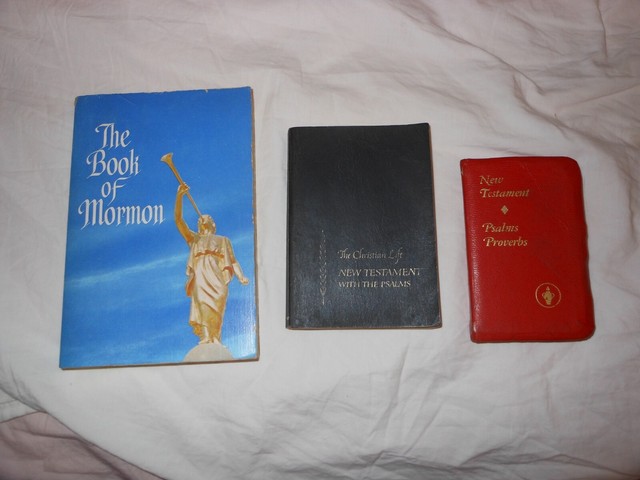 The
Book
of
Mormon
The Christian Life
NEW TESTAMENT
WITH THE PSALMS
New
Testament
Psalms
Proverbs